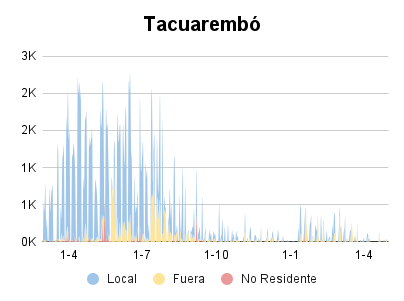 Tacuarembó
3K
2K
2K
1K
1K
0K
1-4 1-7 1-10 1-1 1-4
Local Fuera No Residente